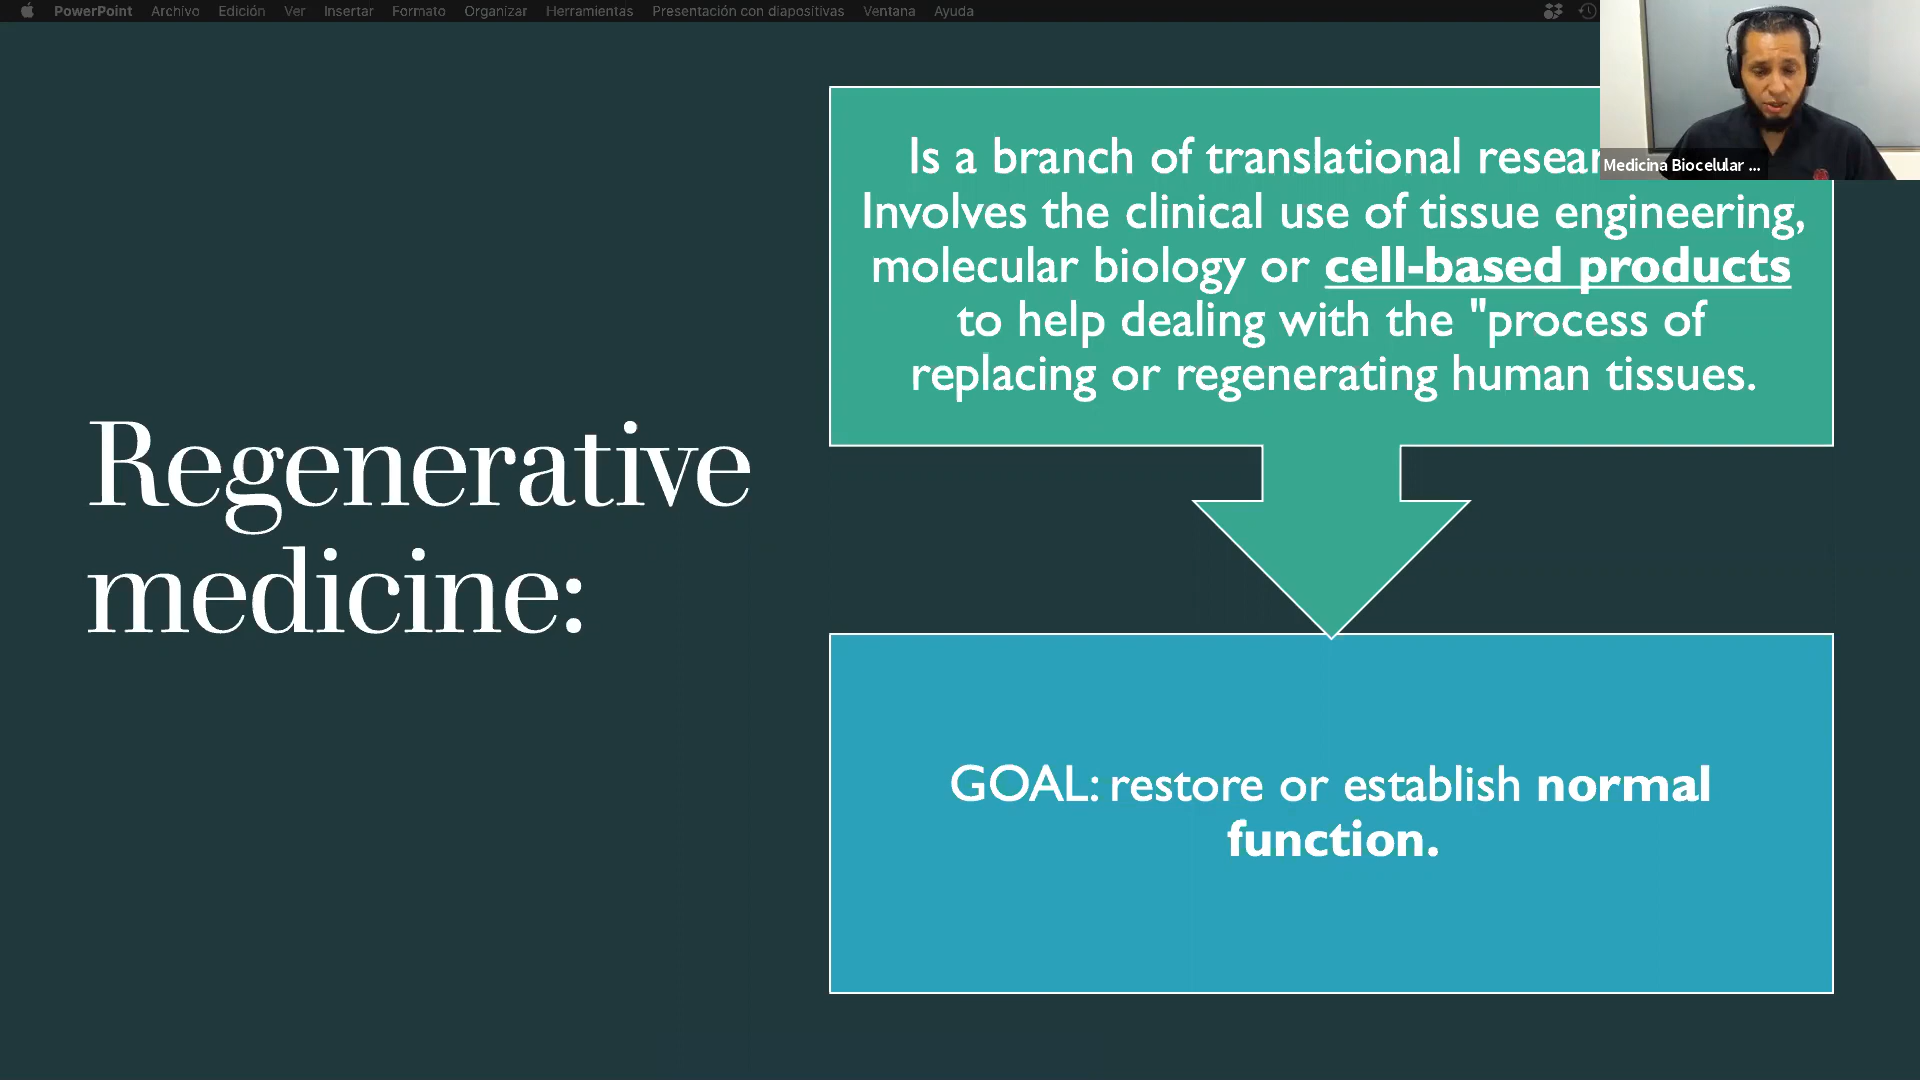 PowerPoint Archivo Edición Ver Insertar Formato Organizar Herramientas Presentación con diapositivas Ventana Ayuda
Medicina Biocelular ...
Regenerative
medicine:
Is a branch of translational
Involves the clinical use of tissue engineering,
molecular biology or cell-based products
to help dealing with the "process of
replacing or regenerating human tissues.
GOAL: restore or establish normal
function.